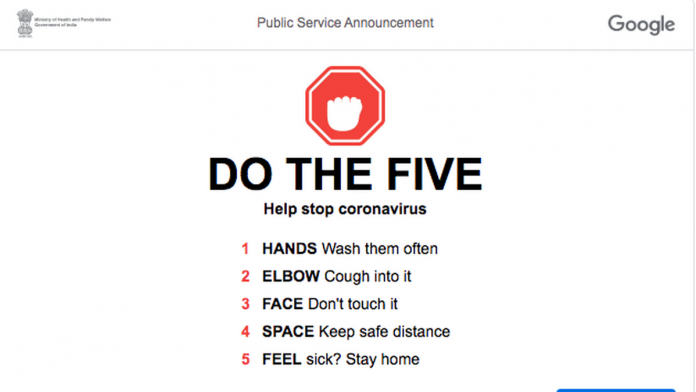 Ministry of Health and Family Welfare
Government of India
Public Service Announcement
Google
DO THE FIVE
Help stop coronavirus
1 HANDS Wash them often
2 ELBOW Cough into it
3 FACE Don't touch it
4 SPACE Keep safe distance
5 FEEL sick? Stay home